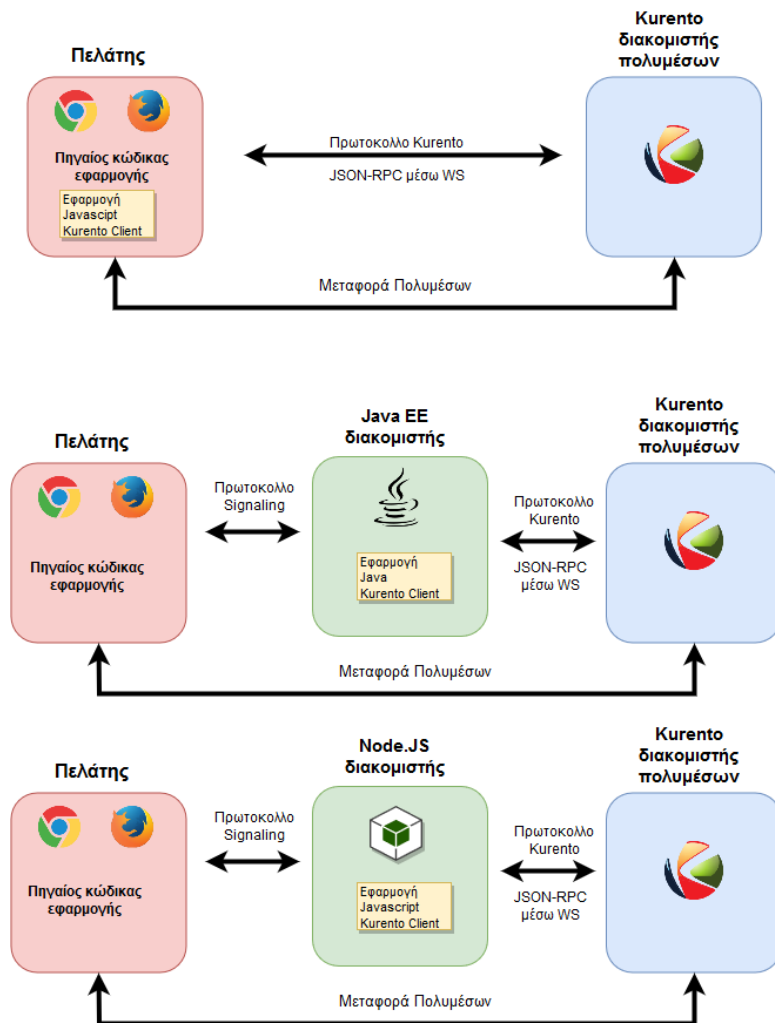 Πελάτης
Kurento
διακομιστής
πολυμέσων
Πηγαίος κώδικας
εφαρμογής
Εφαρμογή
Javascipt
Kurento Client
Πρωτοκολλο Kurento
JSON-RPC μέσω WS
Μεταφορά Πολυμέσων
Πελάτης
Java EE
διακομιστής
Kurento
διακομιστής
πολυμέσων
Πηγαίος κώδικας
εφαρμογής
Πρωτοκολλο
Signaling
Εφαρμογή
Java
Kurento Client
Πρωτοκολλο
Kurento
JSON-RPC
μέσω WS
Μεταφορά Πολυμέσων
Πελάτης
Node.JS
διακομιστής
Kurento
διακομιστής
πολυμέσων
Πηγαίος κώδικας
εφαρμογής
Πρωτοκολλο
Signaling
Εφαρμογή
Javascript
Kurento Client
Πρωτοκολλο
Kurento
JSON-RPC
μέσω WS
Μεταφορά Πολυμέσων